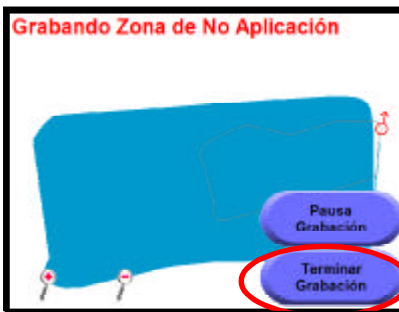 Grabando Zona de No Aplicación
Pausa
Grabación
Terminar
Grabación